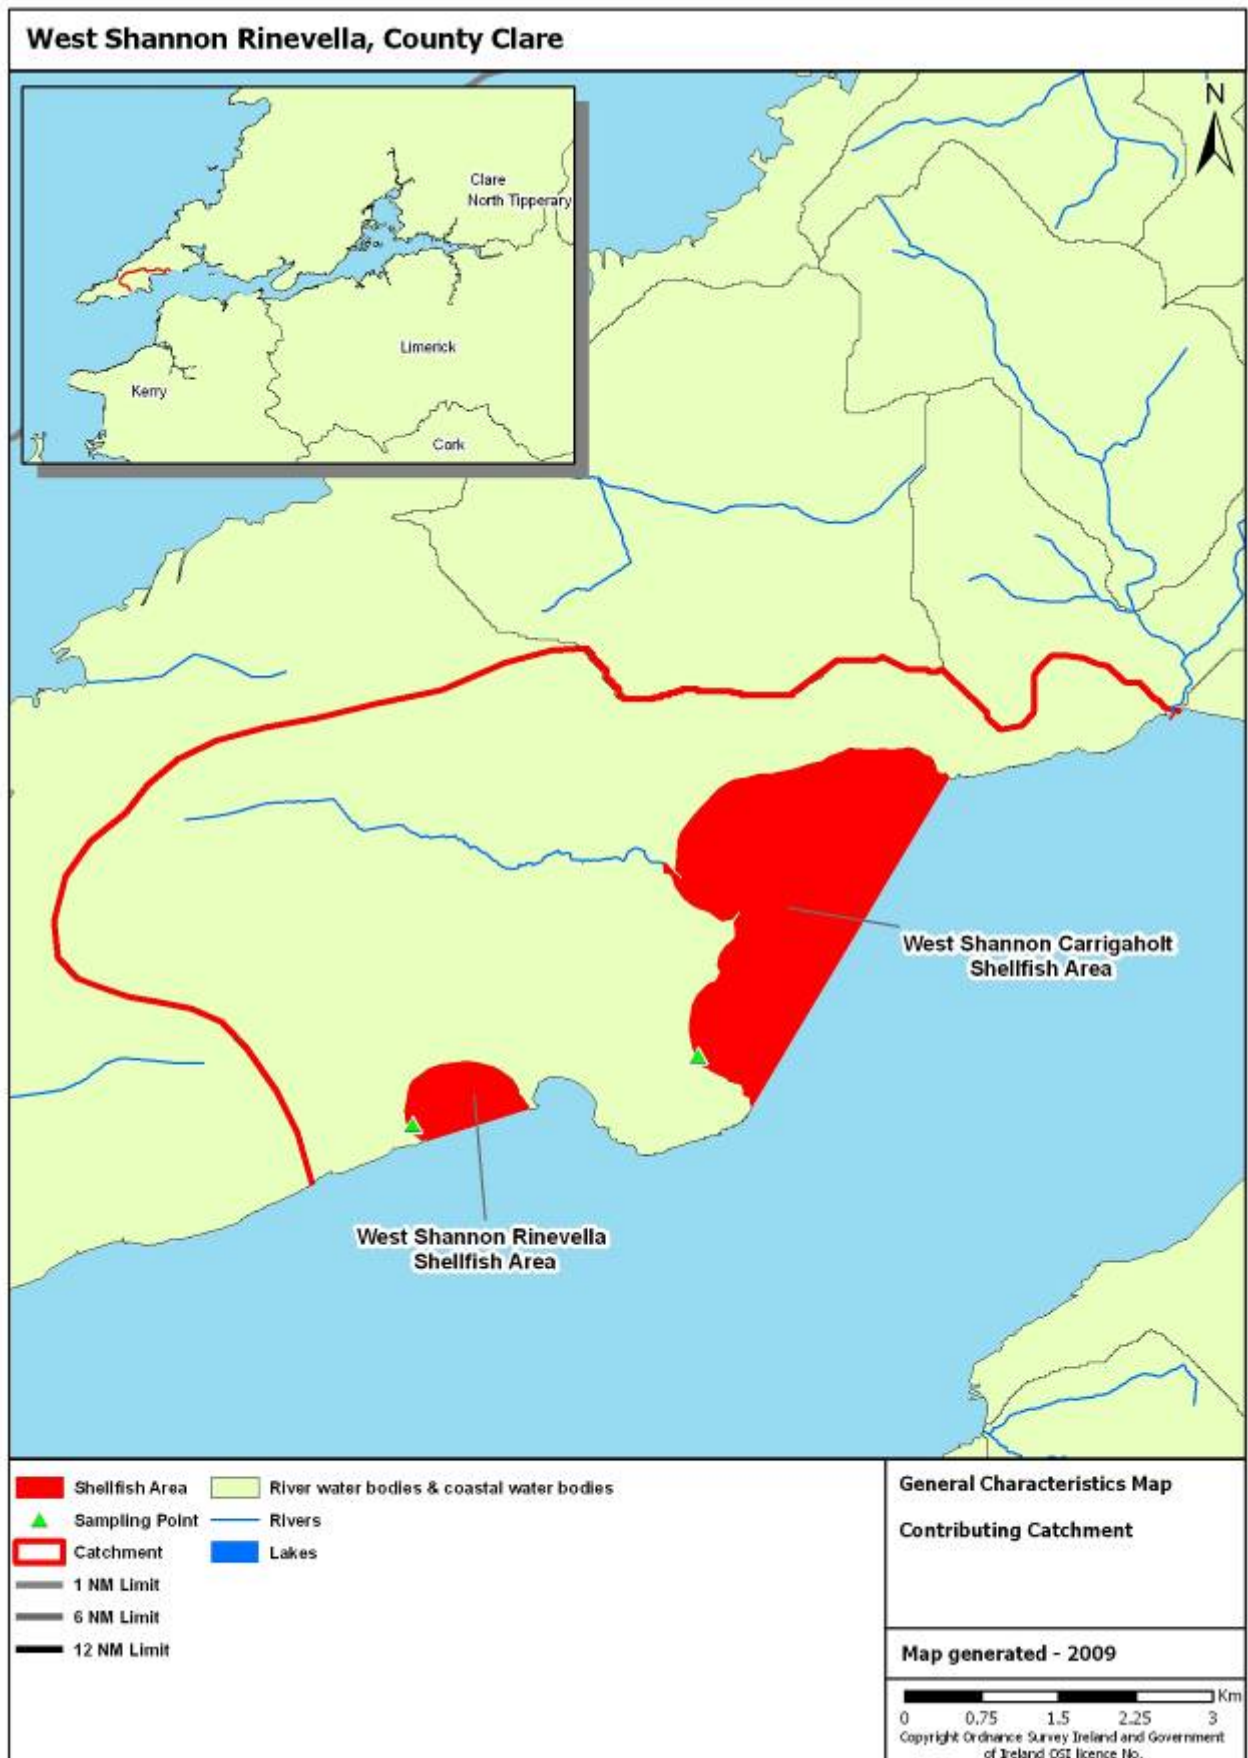 West Shannon Rinevella, County Clare
N
Clare
North Tipperary
Limerick
Kerry
Cork
West Shannon Carrigaholt
Shellfish Area
West Shannon Rinevella
Shellfish Area
Shellfish Area
Sampling Point
Catchment
1 NM Limit
6 NM Limit
12 NM Limit
River water bodies & coastal water bodies
Rivers
Lakes
General Characteristics Map
Contributing Catchment
Map generated - 2009
Km
0 0.75 1.5 2.25 3
Copyright Ordnance Survey Ireland and Government
of Ireland OSI licence No.